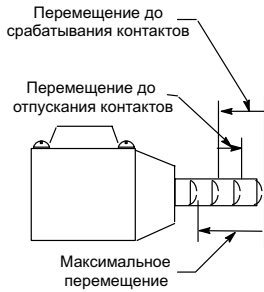 Перемещение до
срабатывания контактов
Перемещение до
отпускания контактов
Максимальное
перемещение